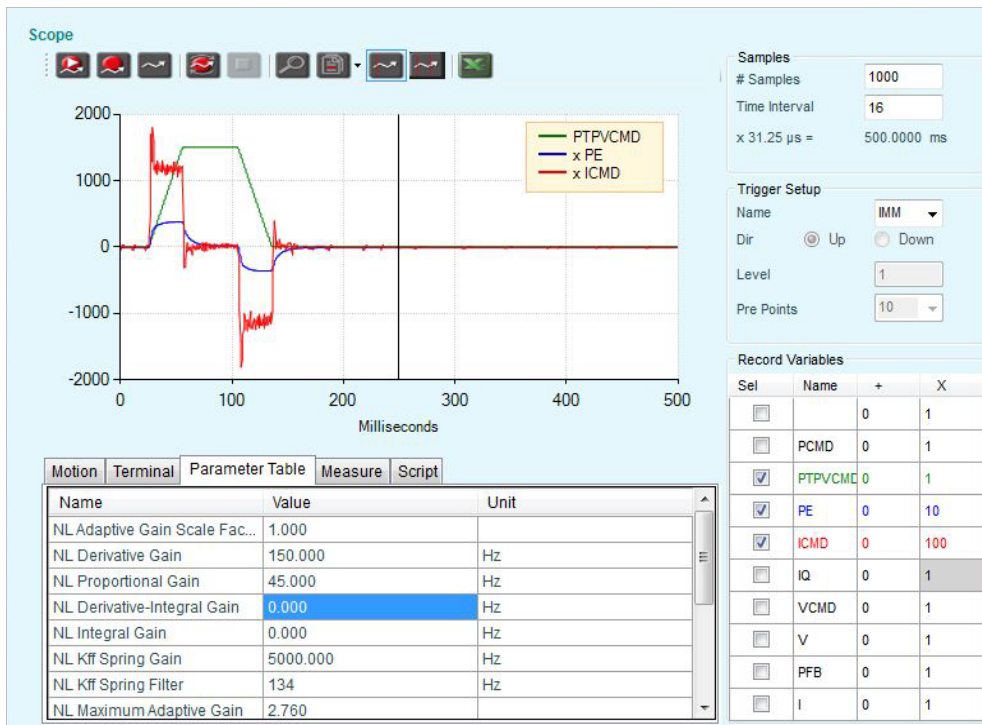 Scope
2000
1000
0
-1000
-2000
0 100 200 300 400 500
Milliseconds
PTPVCMD
x PE
x ICMD
Samples
# Samples 1000
Time Interval 16
x 31.25 µs = 500.0000 ms
Trigger Setup
Name IMM
Dir Up Down
Level 1
Pre Points 10
Record Variables
Sel Name + X
0 1
PCMD 0 1
PTPVCMD 0 1
PE 0 10
ICMD 0 100
IQ 0 1
VCMD 0 1
V 0 1
PFB 0 1
I 0 1
Motion Terminal Parameter Table Measure Script
Name Value Unit
NL Adaptive Gain Scale Fac... 1.000
NL Derivative Gain 150.000 Hz
NL Proportional Gain 45.000 Hz
NL Derivative-Integral Gain 0.000 Hz
NL Integral Gain 0.000 Hz
NL Kff Spring Gain 5000.000 Hz
NL Kff Spring Filter 134 Hz
NL Maximum Adaptive Gain 2.760